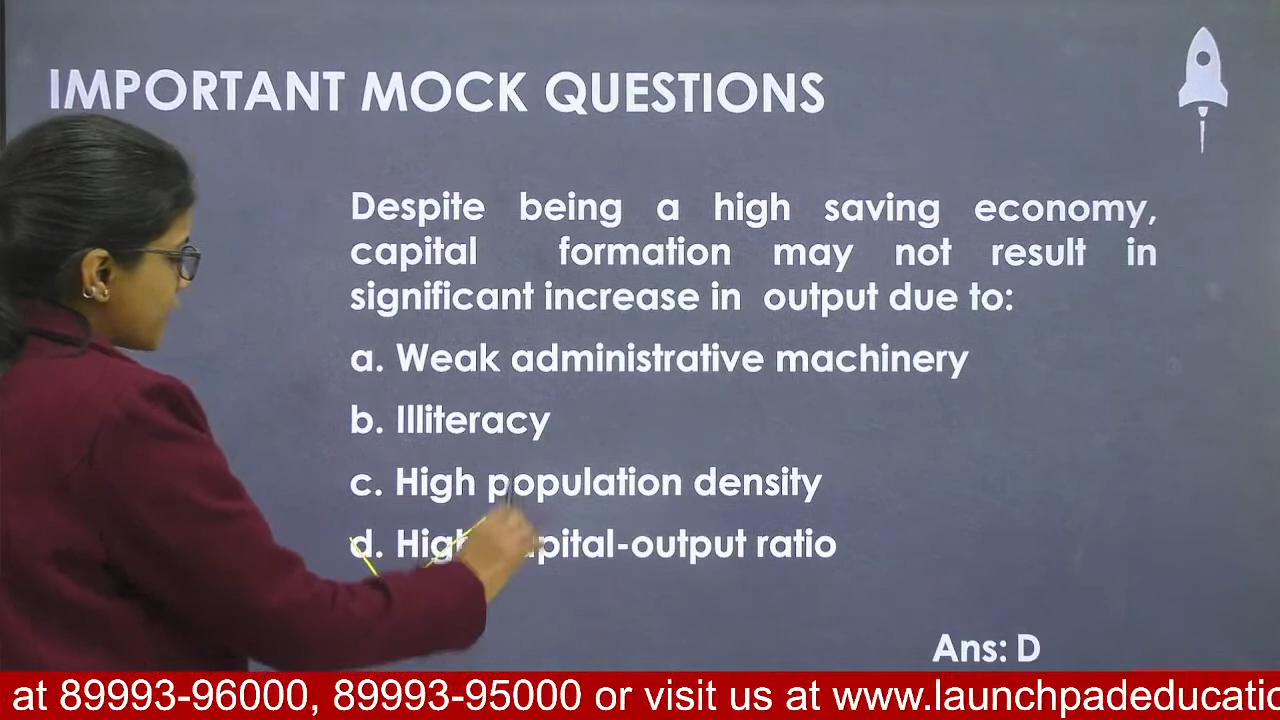 IMPORTANT MOCK QUESTIONS
Despite being a high saving economy,
capital formation may not result in
significant increase in output due to:
a. Weak administrative machinery
b. Illiteracy
c. High population density
d. High capital-output ratio
Ans: D
at 89993-96000, 89993-95000 or visit us at www.launchpadeducatio